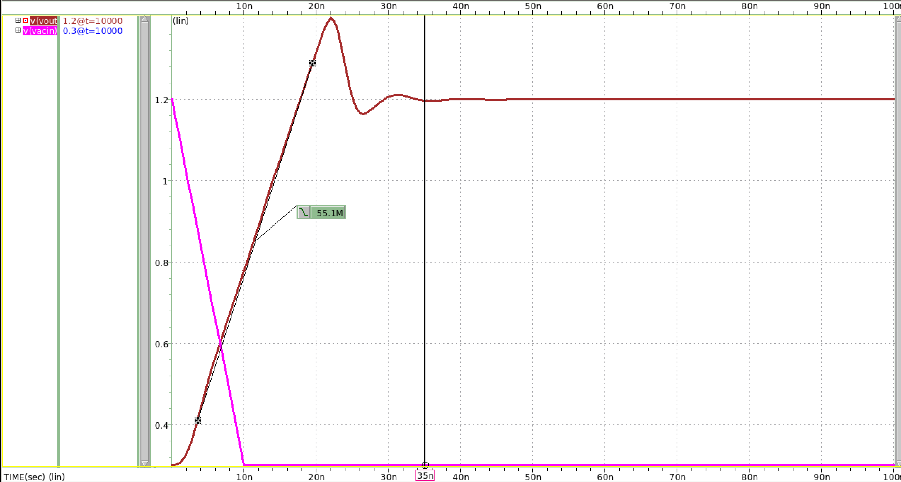 10n 20n 30n 40n 50n 60n 70n 80n 90n 100n
v(vout) 1.2@t=10000
v(vacin) 0.3@t=10000
(lin)
1.2
1
55.1M
0.8
0.6
0.4
TIME(sec) (lin)
10n 20n 30n 35n 40n 50n 60n 70n 80n 90n 100n